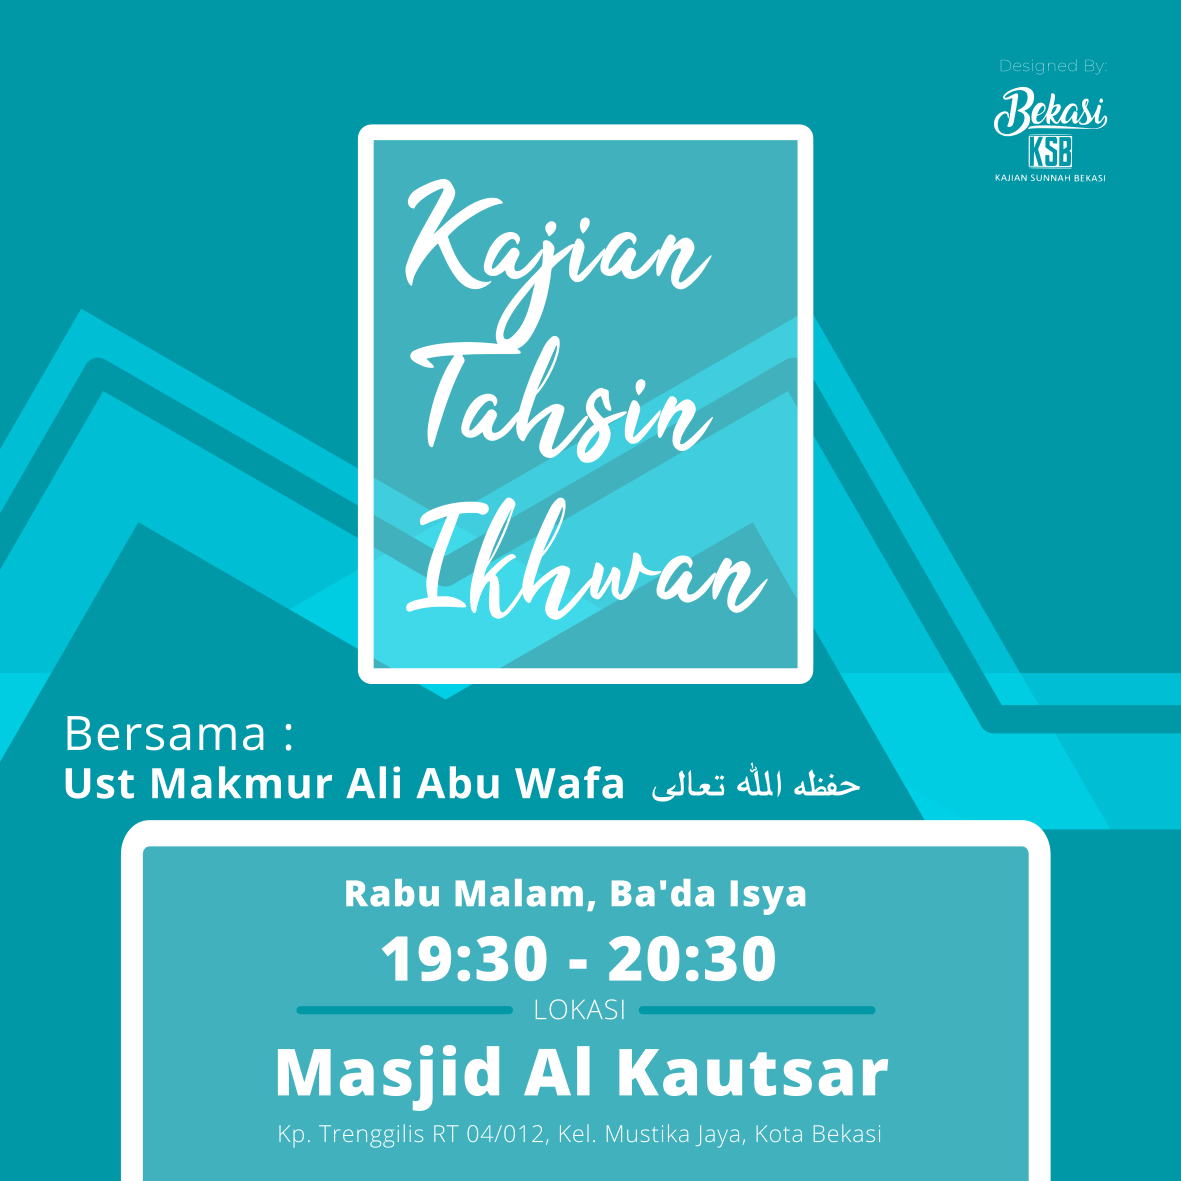 Designed By:
Bekasi
KSB
KAJIAN SUNNAH BEKASI
Kajian
Tahsin
Ikhwan
Bersama :
Ust Makmur Ali Abu Wafa حفظه الله تعالى
Rabu Malam, Ba'da Isya
19:30 - 20:30
LOKASI
Masjid Al Kautsar
Kp. Trenggilis RT 04/012, Kel. Mustika Jaya, Kota Bekasi